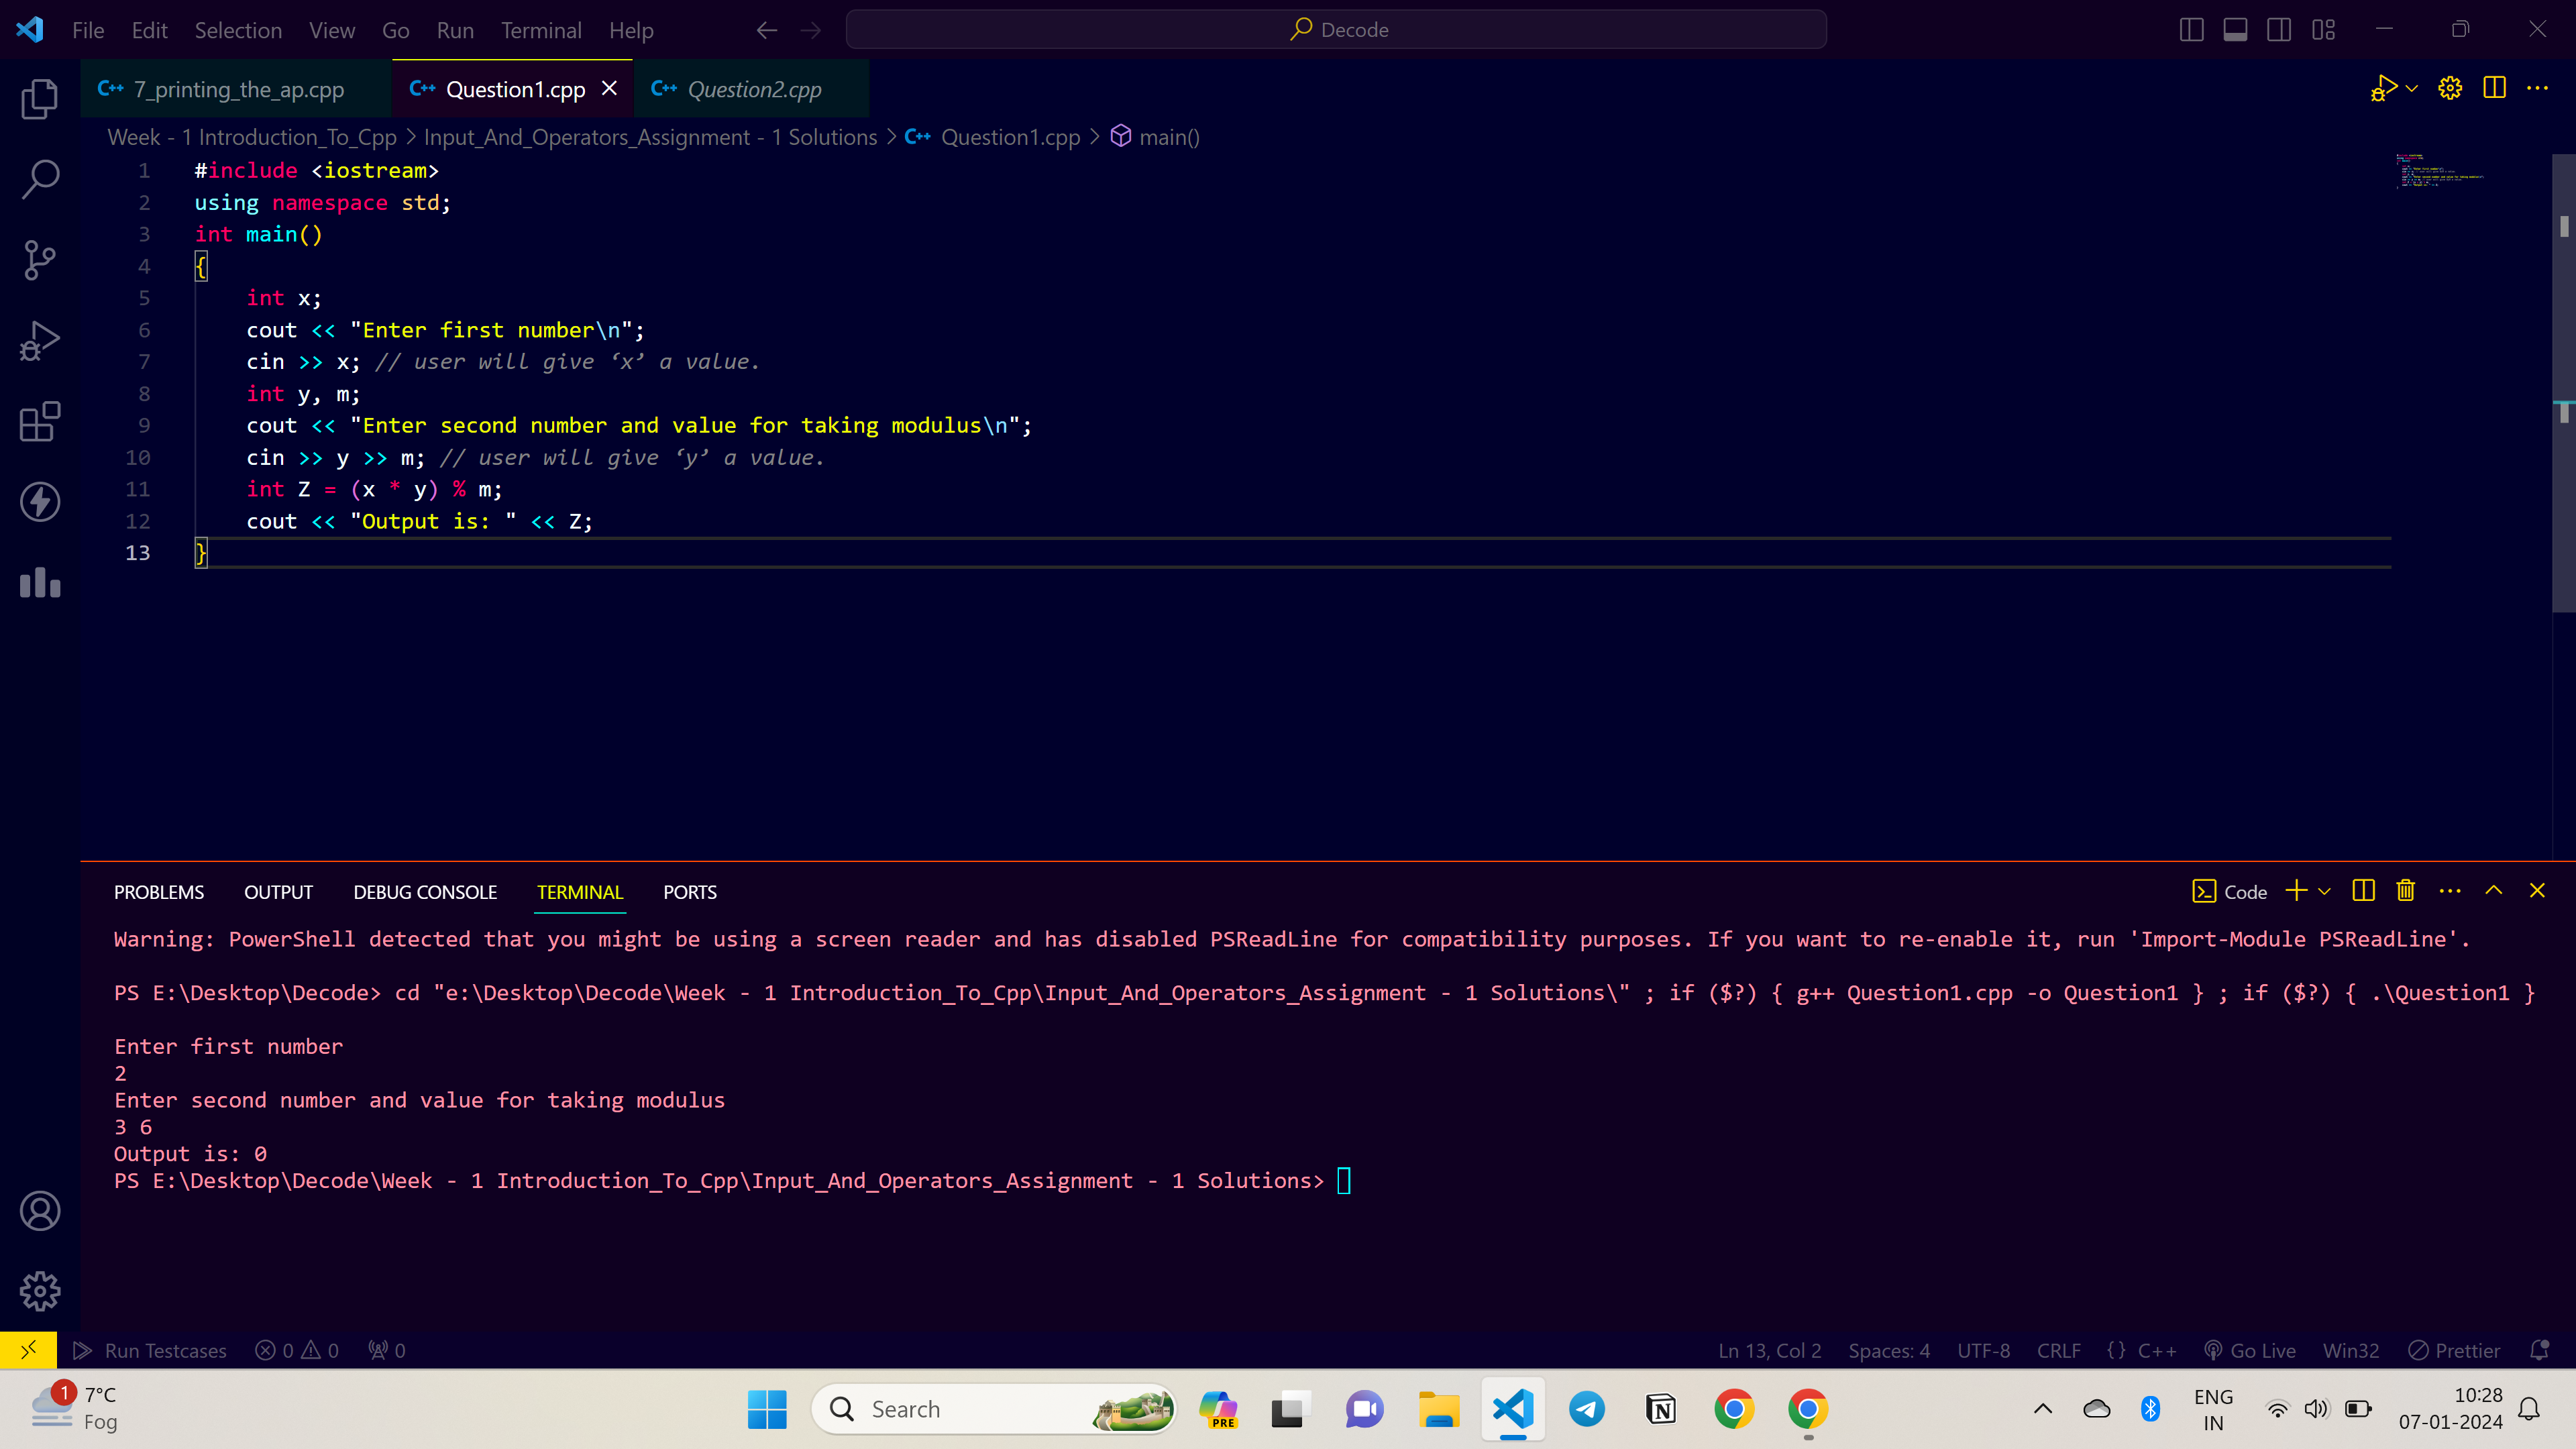 File Edit Selection View Go Run Terminal Help Decode
7_printing_the_ap.cpp Question1.cpp Question2.cpp
Week - 1 Introduction_To_Cpp > Input_And_Operators_Assignment - 1 Solutions > Question1.cpp > main()
1 #include <iostream>
2 using namespace std;
3 int main()
4 {
5 int x;
6 cout << "Enter first number\n";
7 cin >> x; // user will give ‘x’ a value.
8 int y, m;
9 cout << "Enter second number and value for taking modulus\n";
10 cin >> y >> m; // user will give ‘y’ a value.
11 int Z = (x * y) % m;
12 cout << "Output is: " << Z;
13 }
PROBLEMS OUTPUT DEBUG CONSOLE TERMINAL PORTS Code
Warning: PowerShell detected that you might be using a screen reader and has disabled PSReadLine for compatibility purposes. If you want to re-enable it, run 'Import-Module PSReadLine'.
PS E:\Desktop\Decode> cd "e:\Desktop\Decode\Week - 1 Introduction_To_Cpp\Input_And_Operators_Assignment - 1 Solutions\" ; if ($?) { g++ Question1.cpp -o Question1 } ; if ($?) { .\Question1 }
Enter first number
2
Enter second number and value for taking modulus
3 6
Output is: 0
PS E:\Desktop\Decode\Week - 1 Introduction_To_Cpp\Input_And_Operators_Assignment - 1 Solutions>
Run Testcases 0 0 0 Ln 13, Col 2 Spaces: 4 UTF-8 CRLF {} C++ Go Live Win32 Prettier
1 7°C
Fog
Search
PRE
ENG
IN
10:28
07-01-2024